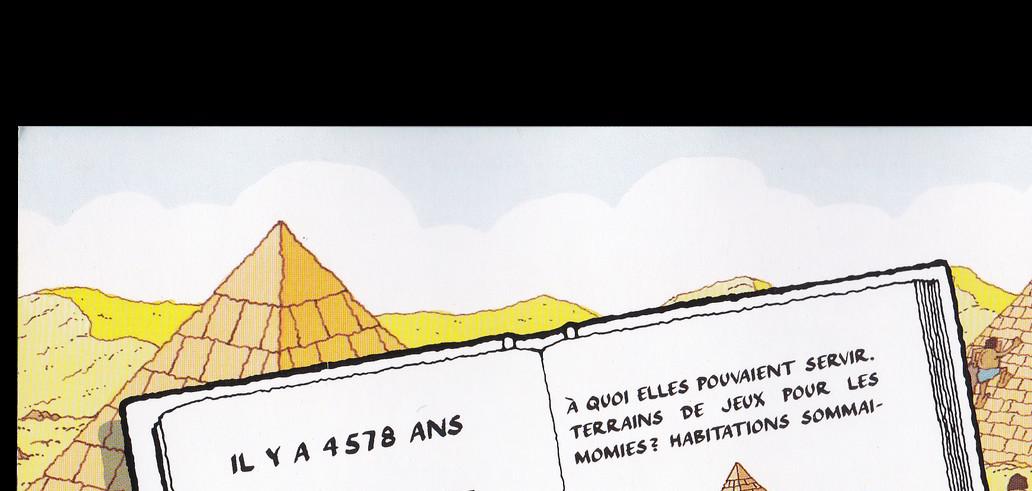 IL Y A 4578 ANS
À QUOI ELLES POUVAIENT SERVIR.
TERRAINS DE JEUX POUR LES
MOMIES? HABITATIONS SOMMAI-